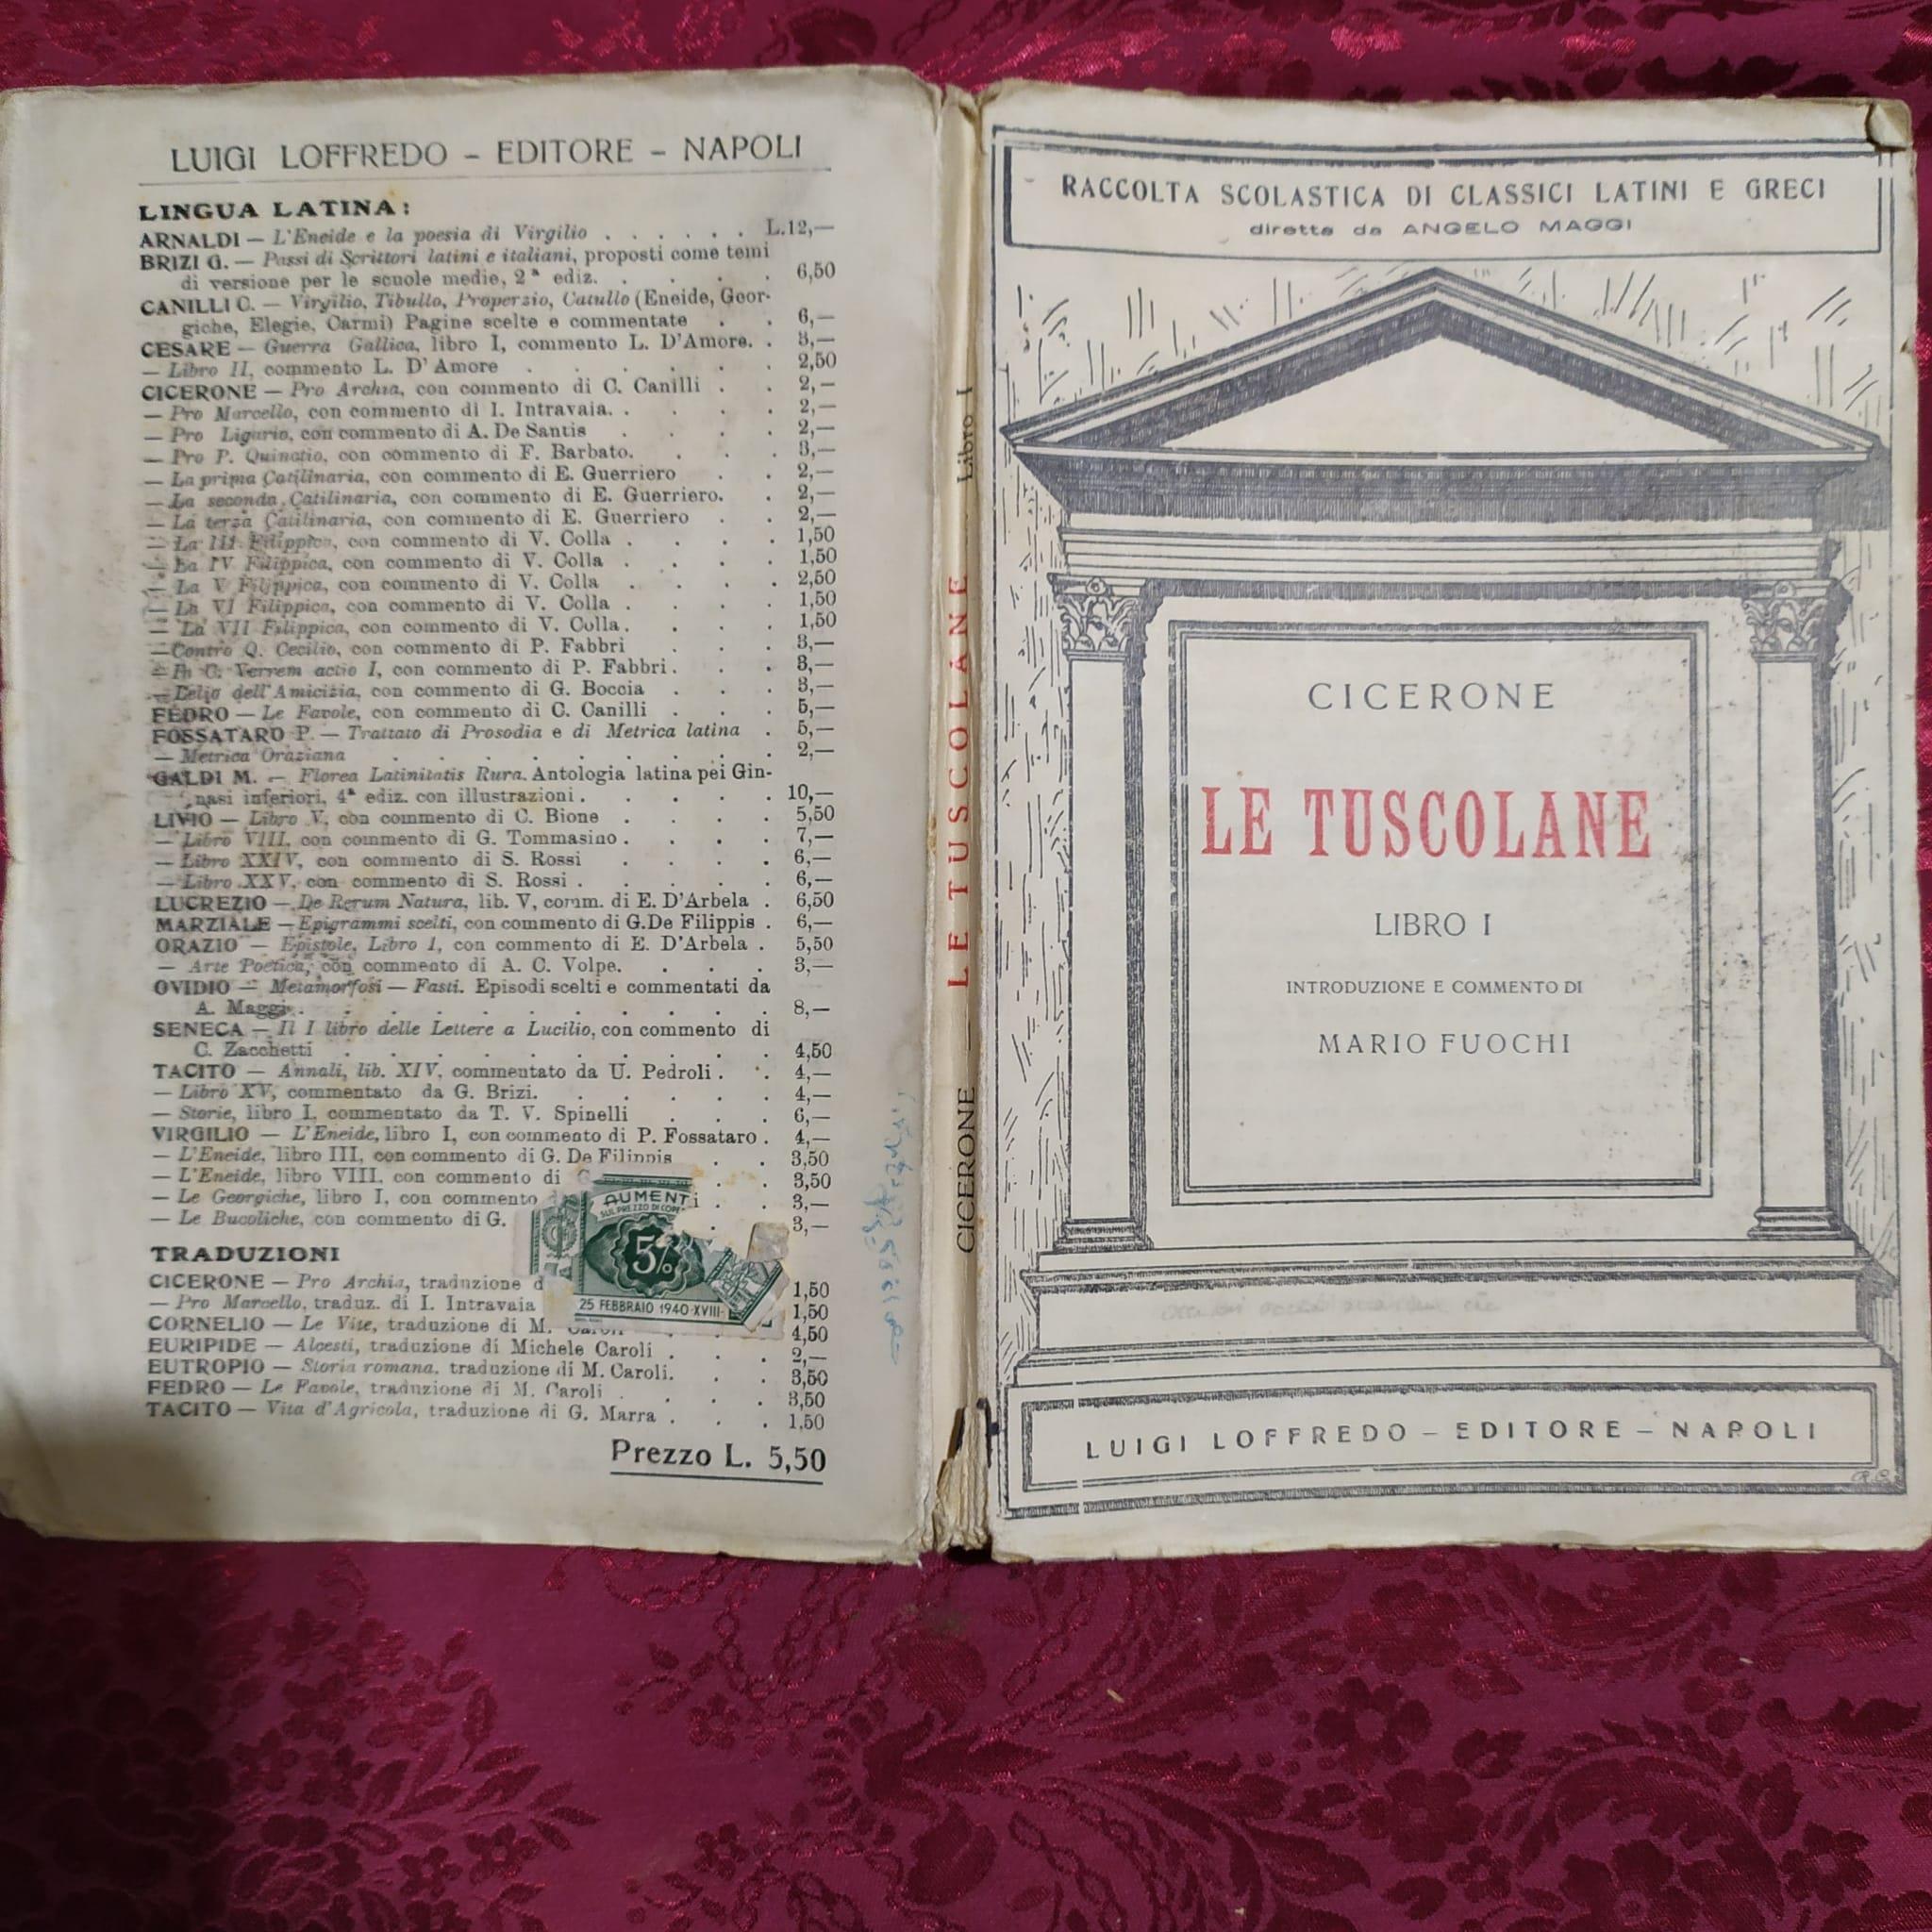 LUIGI LOFFREDO – EDITORE – NAPOLI
LINGUA LATINA:
ARNALDI — L'Eneide e la poesia di Virgilio . . . . . . L.12,—
BRIZI G. — Passi di Scrittori latini e italiani, proposti come temi
di versione per le scuole medie, 2ª ediz. . . . . 6,50
CANILLI C. — Virgilio, Tibullo, Properzio, Catullo (Eneide, Geor-
giche, Elegie, Carmi) Pagine scelte e commentate . . 6,—
CESARE — Guerra Gallica, libro I, commento L. D'Amore. . 3,—
— Libro II, commento L. D' Amore . . . . . . 2,50
CICERONE — Pro Archia, con commento di C. Canilli . . 2,—
— Pro Marcello, con commento di I. Intravaia. . . . . 2,—
— Pro Ligario, con commento di A. De Santis . . . 2,—
— Pro P. Quinctio, con commento di F. Barbato. . . . 3,—
— La prima Catilinaria, con commento di E. Guerriero . . 2,—
— La seconda Catilinaria, con commento di E. Guerriero. . 2,—
— La terza Catilinaria, con commento di E. Guerriero . . 2,—
— La III Filippica, con commento di V. Colla . . . . 1,50
— La IV Filippica, con commento di V. Colla . . . . 1,50
— La V Filippica, con commento di V. Colla . . . . 2,50
— La VI Filippica, con commento di V. Colla . . . . 1,50
— La VII Filippica, con commento di V. Colla . . . . 1,50
— Contro Q. Cecilio, con commento di P. Fabbri . . . 3,—
— In C. Verrem actio I, con commento di P. Fabbri . . . 3,—
— Lelio dell'Amicizia, con commento di G. Boccia . . . 3,—
FEDRO — Le Favole, con commento di C. Canilli . . . 5,—
FOSSATARO P. — Trattato di Prosodia e di Metrica latina . 5,—
— Metrica Oraziana . . . . . . . . 2,—
GALDI M. — Florea Latinitatis Rura. Antologia latina pei Gin-
nasi inferiori, 4ª ediz. con illustrazioni . . . . . 10,—
LIVIO — Libro V, con commento di C. Bione . . . . 5,50
— Libro VIII, con commento di G. Tommasino . . . . 7,—
— Libro XXIV, con commento di S. Rossi . . . . 6,—
— Libro XXV, con commento di S. Rossi . . . . . 6,—
LUCREZIO — De Rerum Natura, lib. V, comm. di E. D'Arbela . 6,50
MARZIALE — Epigrammi scelti, con commento di G.De Filippis . 6,—
ORAZIO — Epistole, Libro I, con commento di E. D'Arbela . 5,50
— Arte Poetica, con commento di A. C. Volpe. . . . 3,—
OVIDIO — Metamorfosi — Fasti. Episodi scelti e commentati da
A. Maggi . . . . . . . . . . . 8,—
SENECA — Il I libro delle Lettere a Lucilio, con commento di
C. Zacchetti . . . . . . . . . . 4,50
TACITO — Annali, lib. XIV, commentato da U. Pedroli . . 4,—
— Libro XV, commentato da G. Brizi. . . . . . 4,—
— Storie, libro I, commentato da T. V. Spinelli . . . 6,—
VIRGILIO — L'Eneide, libro I, con commento di P. Fossataro . 4,—
— L'Eneide, libro III, con commento di G. De Filippis . . 3,50
— L'Eneide, libro VIII, con commento di . . 3,50
— Le Georgiche, libro I, con commento . 3,—
— Le Bucoliche, con commento di G. . 3,—
AUMENT
SUL PREZZO DI COPE
5%
25 FEBBRAIO 1940·XVIII
TRADUZIONI
CICERONE — Pro Archia, traduzione d 1,50
— Pro Marcello, traduz. di I. Intravaia 1,50
CORNELIO — Le Vite, traduzione di M. 4,50
EURIPIDE — Alcesti, traduzione di Michele Caroli . . . 2,—
EUTROPIO — Storia romana, traduzione di M. Caroli. . . 3,50
FEDRO — Le Favole, traduzione di M. Caroli . . . 3,50
TACITO — Vita d'Agricola, traduzione di G. Marra . . . 1,50
Prezzo L. 5,50
CICERONE — LE TUSCOLANE — Libro I
RACCOLTA SCOLASTICA DI CLASSICI LATINI E GRECI
diretta da ANGELO MAGGI
CICERONE
LE TUSCOLANE
LIBRO I
INTRODUZIONE E COMMENTO DI
MARIO FUOCHI
LUIGI LOFFREDO – EDITORE – NAPOLI